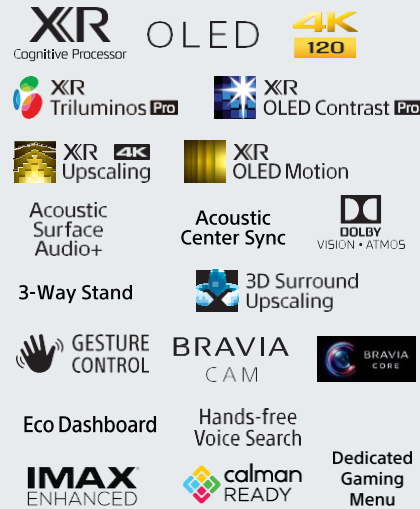 XR
Cognitive Processor
OLED
4K
120
XR
Triluminos Pro
XR
OLED Contrast Pro
XR 4K
Upscaling
XR
OLED Motion
Acoustic
Surface
Audio+
Acoustic
Center Sync
DOLBY
VISION • ATMOS
3-Way Stand
3D Surround
Upscaling
GESTURE
CONTROL
BRAVIA
CAM
BRAVIA
CORE
Eco Dashboard
Hands-free
Voice Search
IMAX
ENHANCED
calman
READY
Dedicated
Gaming
Menu